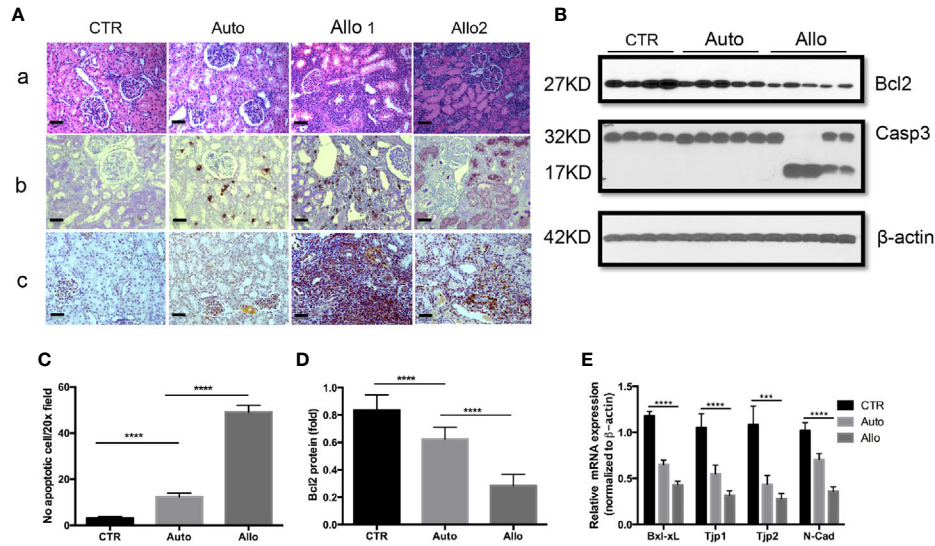 A
CTR Auto Allo 1 Allo2
a
b
c
B
CTR Auto Allo
27KD Bcl2
32KD Casp3
17KD
42KD β-actin
C
No apoptotic cell/20x field
60
40
20
0
****
****
CTR Auto Allo
D
Bcl2 protein (fold)
1.0
0.8
0.6
0.4
0.2
0.0
****
****
CTR Auto Allo
E
Relative mRNA expression
(normalized to β-actin)
1.5
1.0
0.5
0.0
**** **** *** ****
Bxl-xL Tjp1 Tjp2 N-Cad
CTR
Auto
Allo